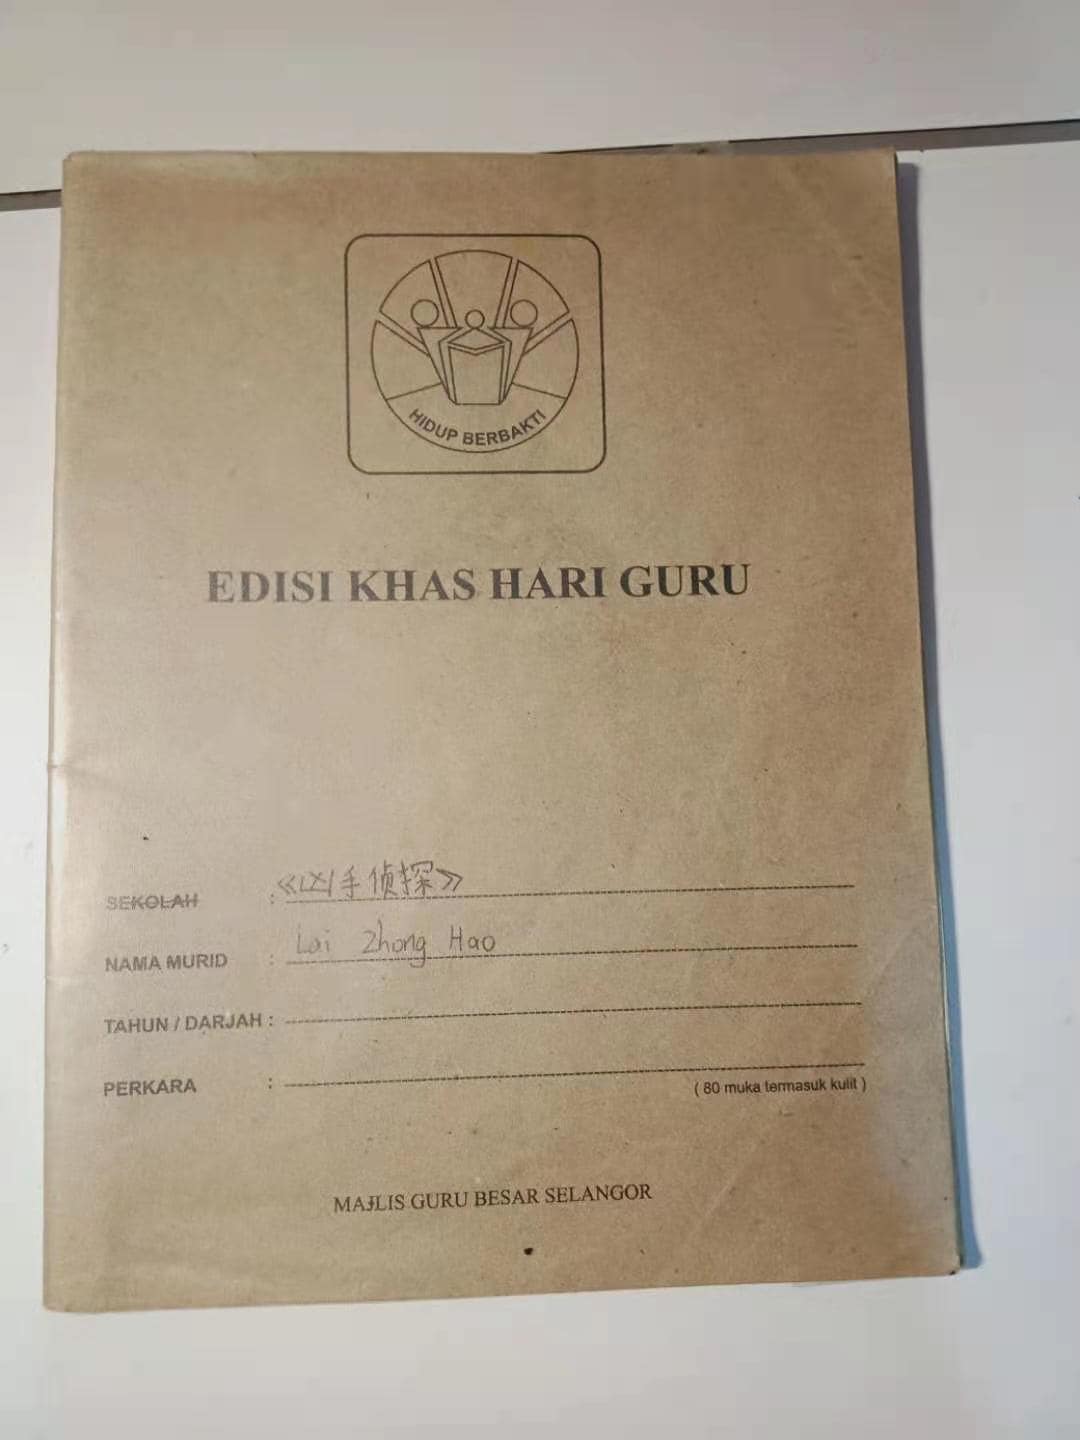 HIDUP BERBAKTI
EDISI KHAS HARI GURU
SEKOLAH : 《凶手侦探》
NAMA MURID : Lai Zhong Hao
TAHUN / DARJAH :
PERKARA :
( 80 muka termasuk kulit )
MAJLIS GURU BESAR SELANGOR